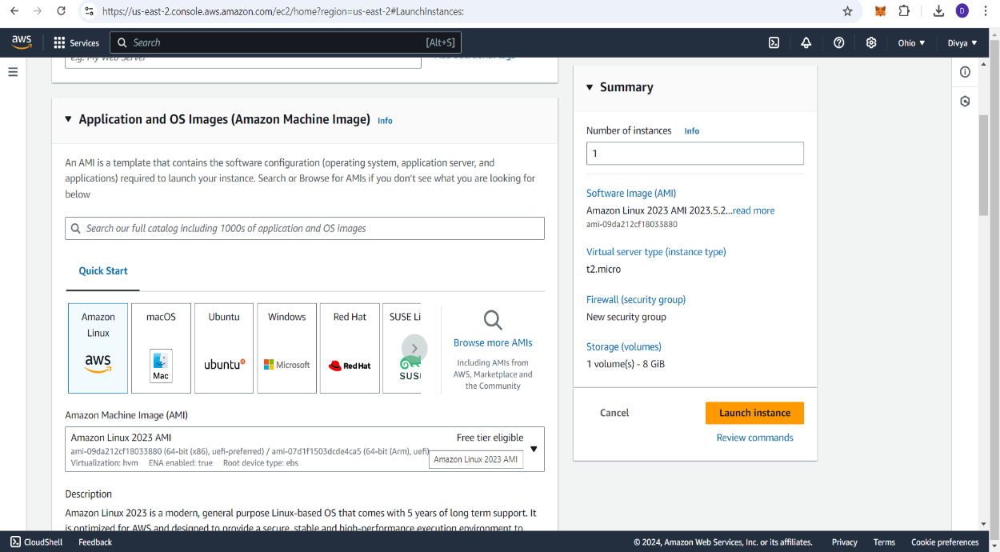 https://us-east-2.console.aws.amazon.com/ec2/home?region=us-east-2#LaunchInstances:
D
aws
Services
Search
[Alt+S]
Ohio ▼
Divya ▼
e.g. My Web Server
Add additional tags
▼ Application and OS Images (Amazon Machine Image) Info
An AMI is a template that contains the software configuration (operating system, application server, and
applications) required to launch your instance. Search or Browse for AMIs if you don't see what you are looking for
below
Search our full catalog including 1000s of application and OS images
Quick Start
Amazon
Linux
aws
macOS
Mac
Ubuntu
ubuntu
Windows
Microsoft
Red Hat
Red Hat
SUSE Li
SUS
Browse more AMIs
Including AMIs from
AWS, Marketplace and
the Community
Amazon Machine Image (AMI)
Amazon Linux 2023 AMI
Free tier eligible
ami-09da212cf18033880 (64-bit (x86), uefi-preferred) / ami-07d1f1503dcde4ca5 (64-bit (Arm), uefi)
Virtualization: hvm ENA enabled: true Root device type: ebs
Amazon Linux 2023 AMI
Description
Amazon Linux 2023 is a modern, general purpose Linux-based OS that comes with 5 years of long term support. It
is optimized for AWS and designed to provide a secure, stable and high-performance execution environment to
▼ Summary
Number of instances Info
1
Software Image (AMI)
Amazon Linux 2023 AMI 2023.5.2...read more
ami-09da212cf18033880
Virtual server type (instance type)
t2.micro
Firewall (security group)
New security group
Storage (volumes)
1 volume(s) - 8 GiB
Cancel
Launch instance
Review commands
CloudShell
Feedback
© 2024, Amazon Web Services, Inc. or its affiliates.
Privacy
Terms
Cookie preferences